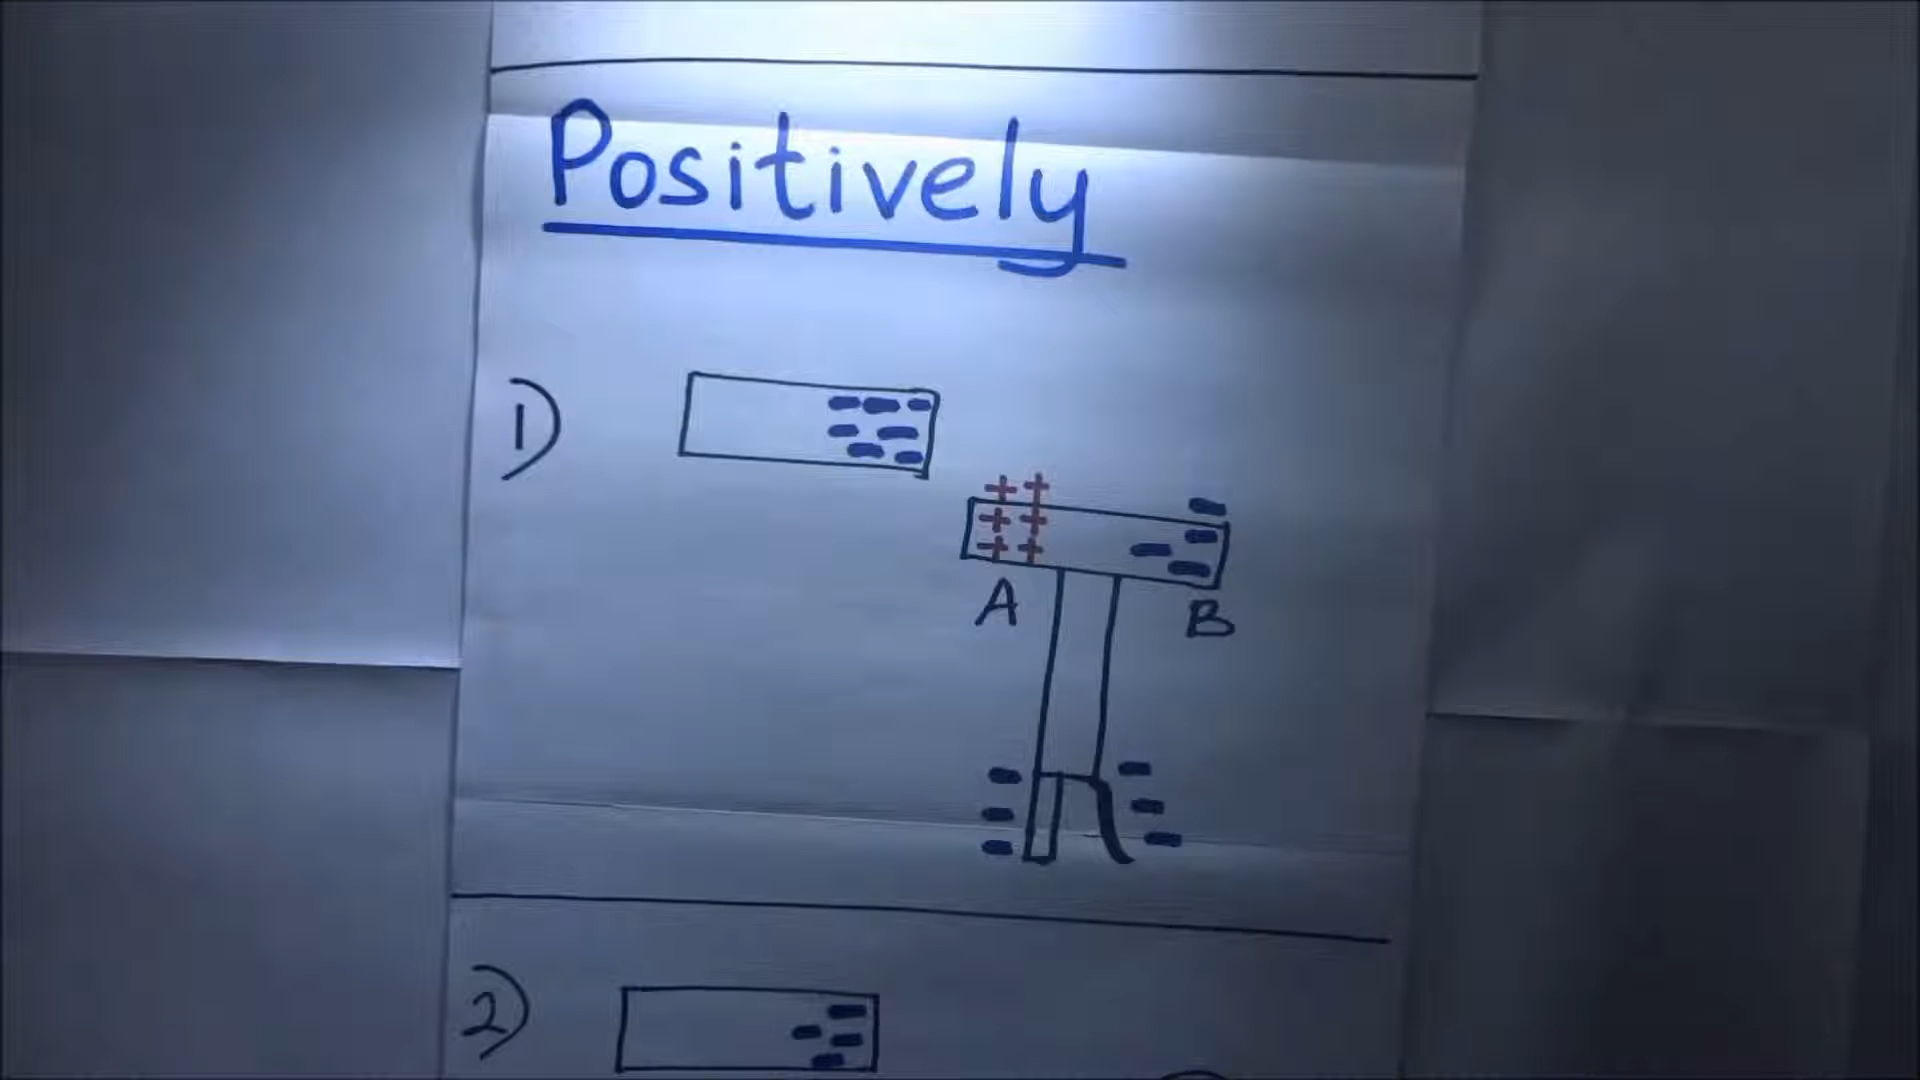 Positively
1)
+ +
+ +
+ +
A B
2)